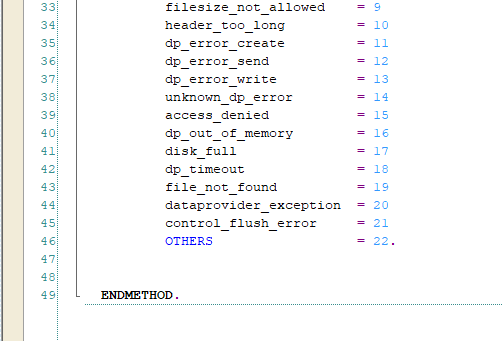 33 filesize_not_allowed = 9
34 header_too_long = 10
35 dp_error_create = 11
36 dp_error_send = 12
37 dp_error_write = 13
38 unknown_dp_error = 14
39 access_denied = 15
40 dp_out_of_memory = 16
41 disk_full = 17
42 dp_timeout = 18
43 file_not_found = 19
44 dataprovider_exception = 20
45 control_flush_error = 21
46 OTHERS = 22.
47
48
49 ENDMETHOD.